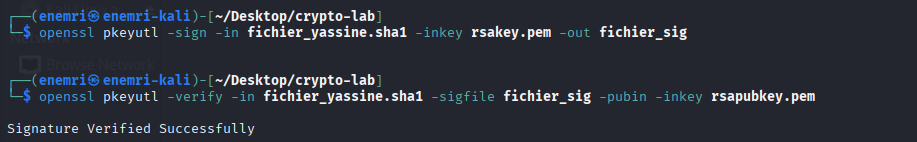 ┌──(enemri㉿enemri-kali)-[~/Desktop/crypto-lab]
└─$ openssl pkeyutl -sign -in fichier_yassine.sha1 -inkey rsakey.pem -out fichier_sig
Browse Network
┌──(enemri㉿enemri-kali)-[~/Desktop/crypto-lab]
└─$ openssl pkeyutl -verify -in fichier_yassine.sha1 -sigfile fichier_sig -pubin -inkey rsapubkey.pem
Signature Verified Successfully